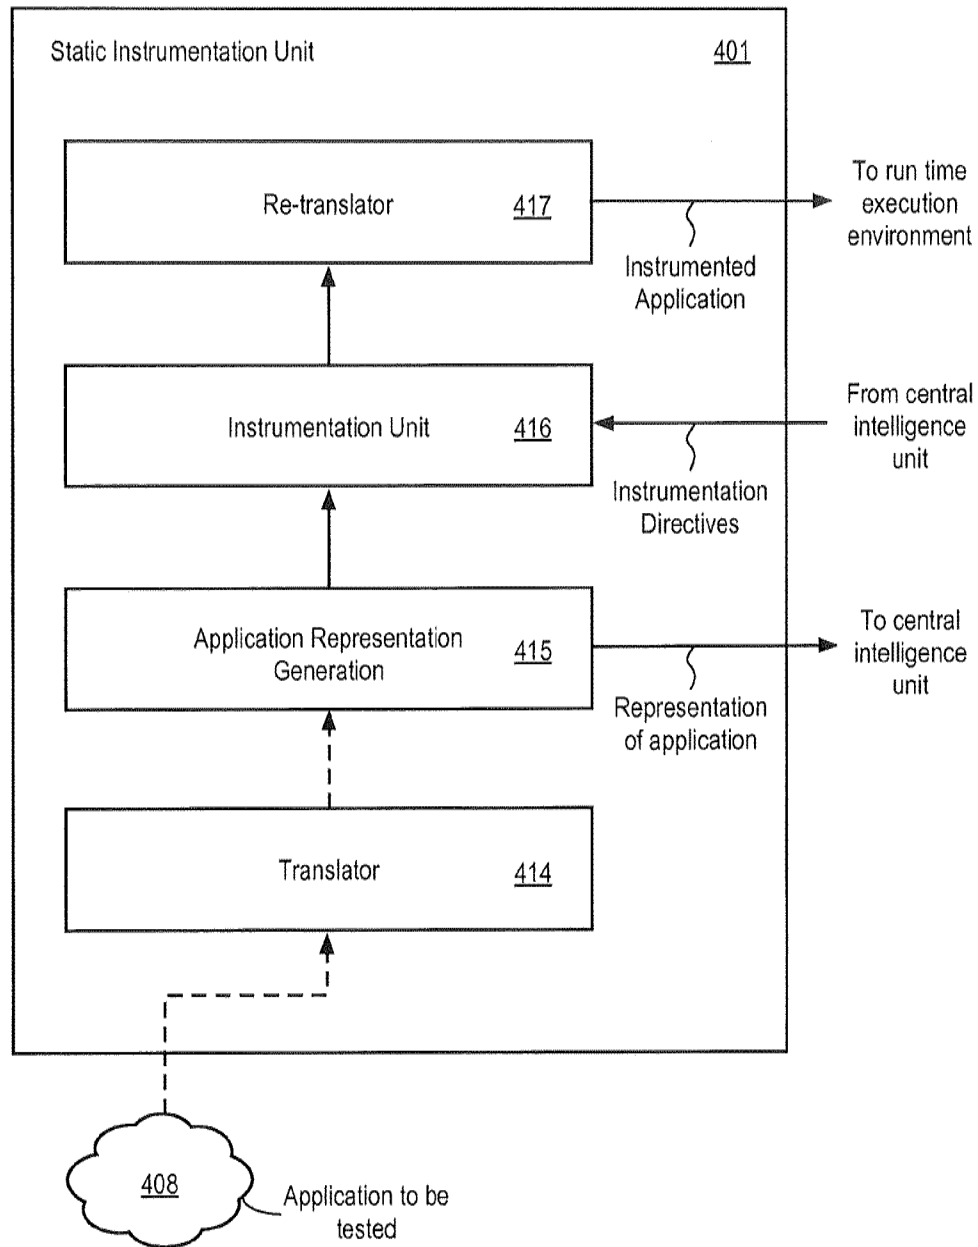 Static Instrumentation Unit
401
Re-translator
417
To run time
execution
environment
Instrumented
Application
Instrumentation Unit
416
From central
intelligence
unit
Instrumentation
Directives
Application Representation
Generation
415
To central
intelligence
unit
Representation
of application
Translator
414
408
Application to be
tested